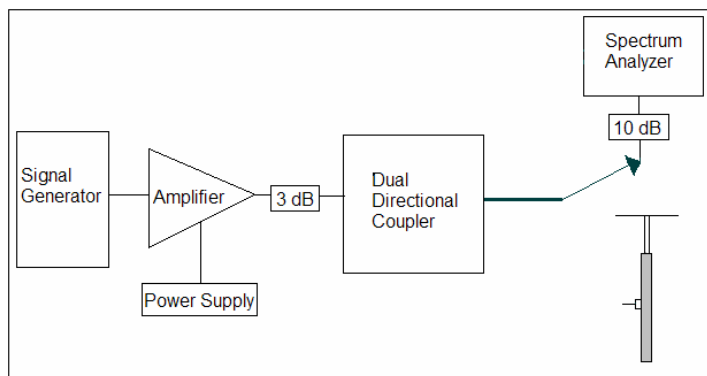 Spectrum
Analyzer
10 dB
Signal
Generator
Amplifier
3 dB
Dual
Directional
Coupler
Power Supply